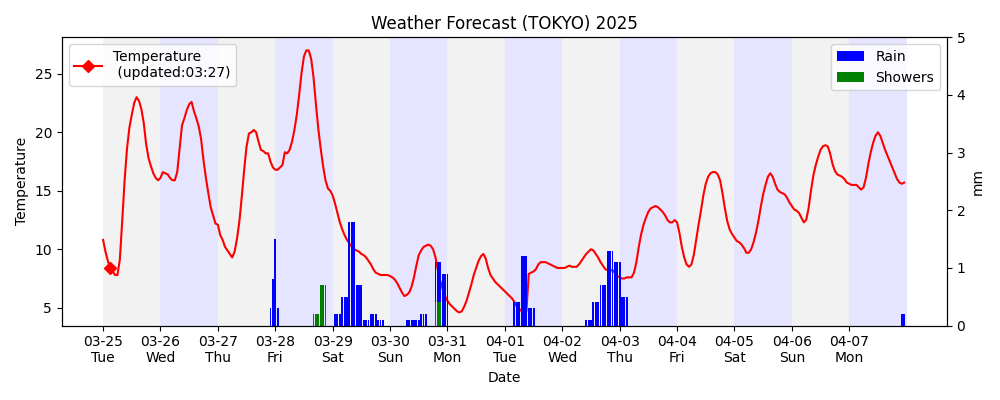 Weather Forecast (TOKYO) 2025
Temperature
(updated:03:27)
Rain
Showers
Temperature
25
20
15
10
5
mm
5
4
3
2
1
0
03-25 03-26 03-27 03-28 03-29 03-30 03-31 04-01 04-02 04-03 04-04 04-05 04-06 04-07
Tue Wed Thu Fri Sat Sun Mon Tue Wed Thu Fri Sat Sun Mon
Date